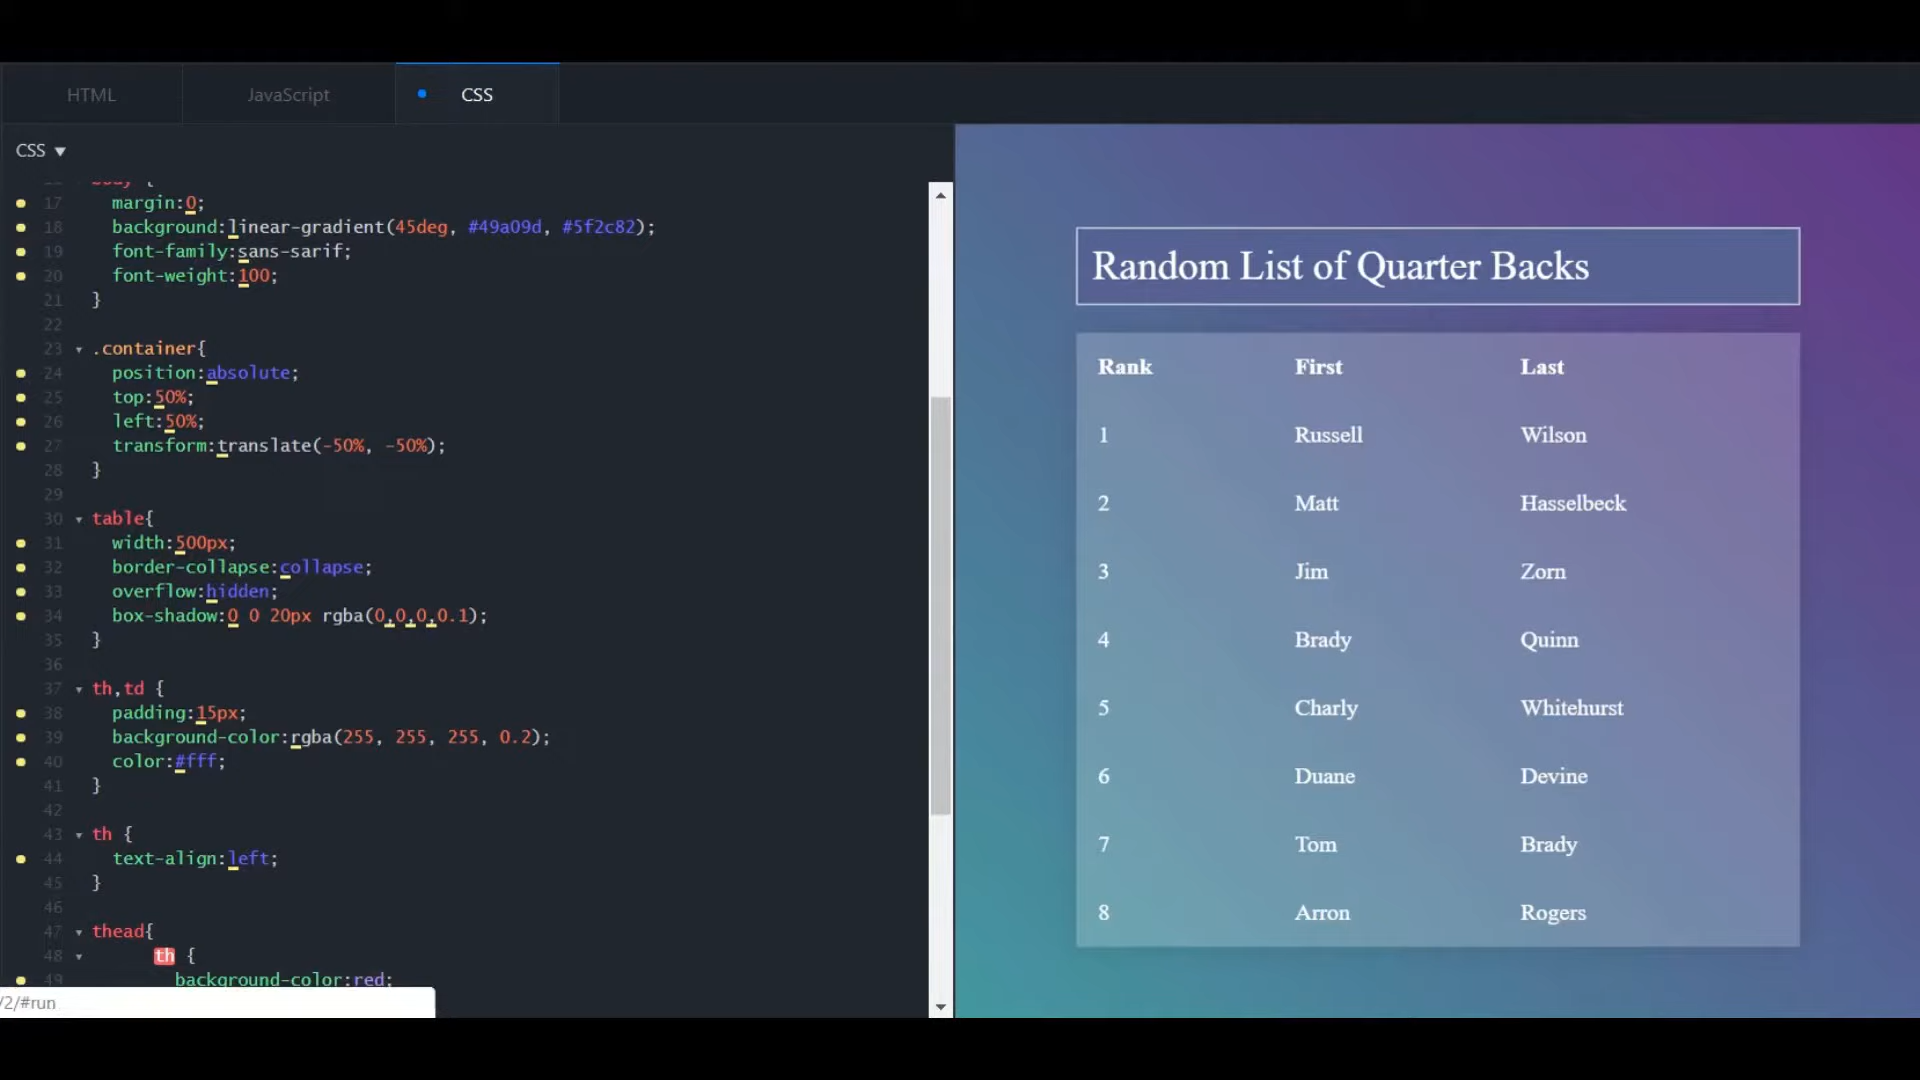 HTML JavaScript CSS
CSS ▼
body {
17 margin:0;
18 background:linear-gradient(45deg, #49a09d, #5f2c82);
19 font-family:sans-sarif;
20 font-weight:100;
21 }
22
23 .container{
24 position:absolute;
25 top:50%;
26 left:50%;
27 transform:translate(-50%, -50%);
28 }
29
30 table{
31 width:500px;
32 border-collapse:collapse;
33 overflow:hidden;
34 box-shadow:0 0 20px rgba(0,0,0,0.1);
35 }
36
37 th,td {
38 padding:15px;
39 background-color:rgba(255, 255, 255, 0.2);
40 color:#fff;
41 }
42
43 th {
44 text-align:left;
45 }
46
47 thead{
48 th {
49 background-color:red;
/2/#run
Random List of Quarter Backs
Rank First Last
1 Russell Wilson
2 Matt Hasselbeck
3 Jim Zorn
4 Brady Quinn
5 Charly Whitehurst
6 Duane Devine
7 Tom Brady
8 Arron Rogers